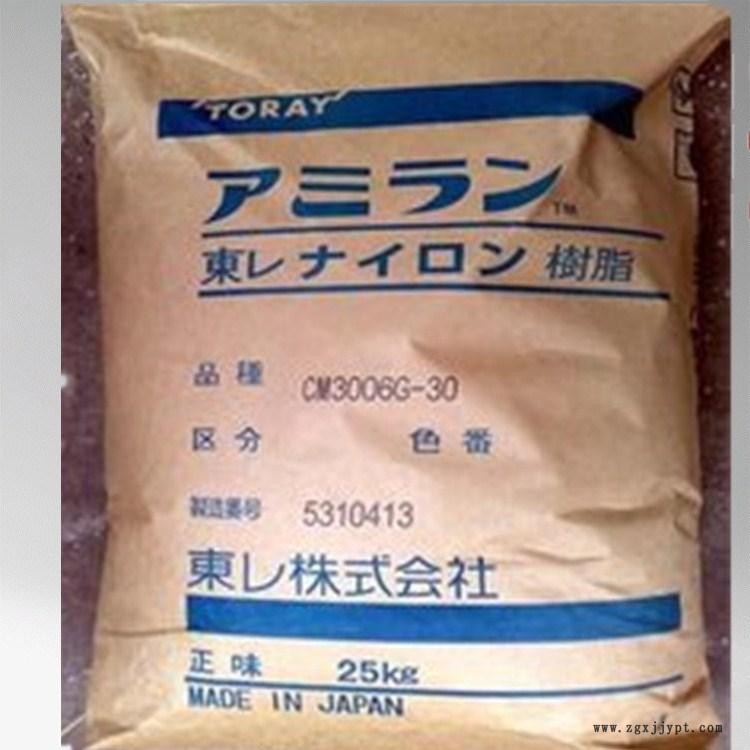 TORAY
アミラン TM
東レ ナイロン 樹脂
品種 CM3006G-30
区分 色番
製造番号 5310413
東レ株式会社
正味 25kg
MADE IN JAPAN
www.zgxjjypt.com